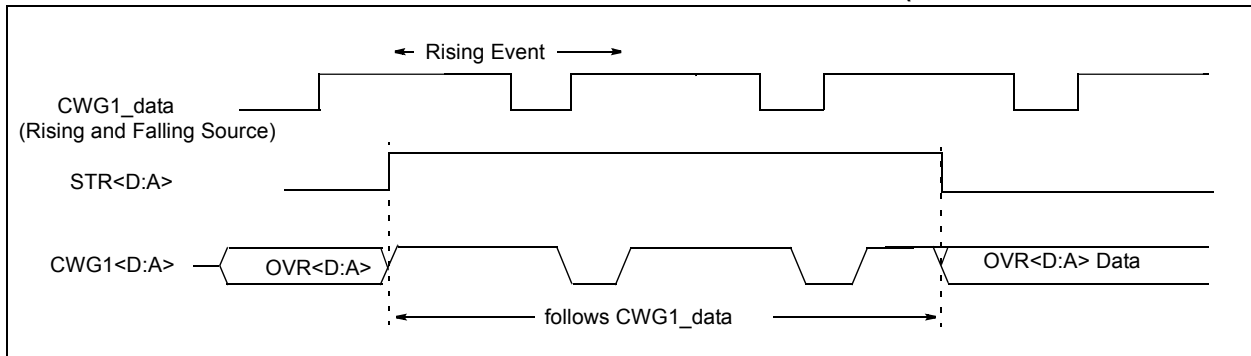 Rising Event
CWG1_data
(Rising and Falling Source)
STR<D:A>
CWG1<D:A>
OVR<D:A>
OVR<D:A> Data
follows CWG1_data